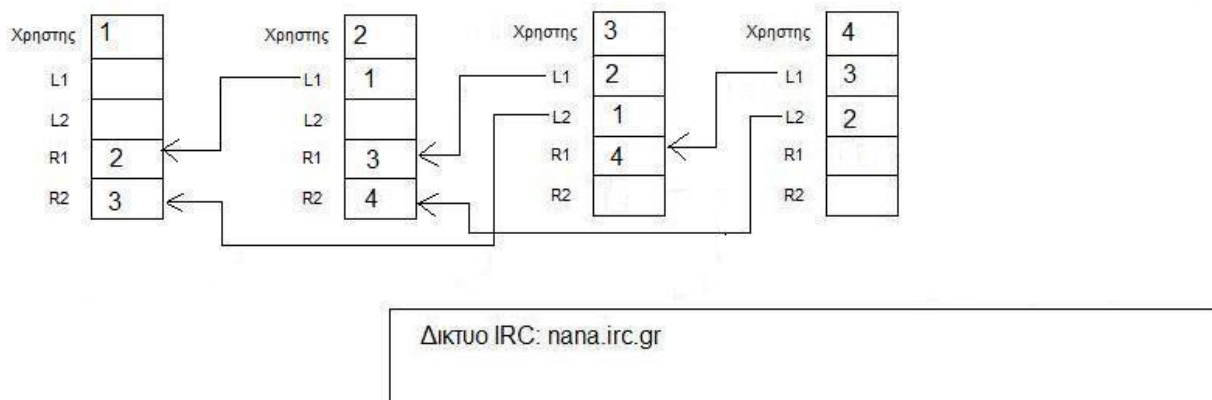 Χρηστης 1 Χρηστης 2 Χρηστης 3 Χρηστης 4
L1 L1 1 L1 2 L1 3
L2 L2 L2 1 L2 2
R1 2 R1 3 R1 4 R1
R2 3 R2 4 R2 R2
Δικτυο IRC: nana.irc.gr